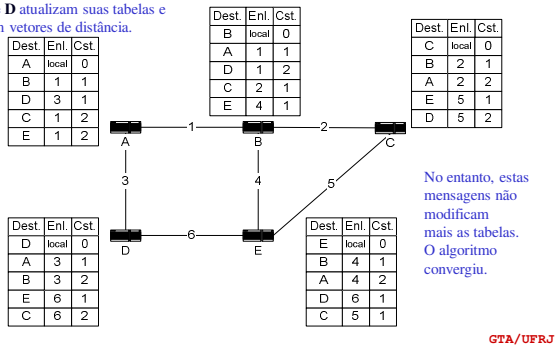 e D atualizam suas tabelas e
vetores de distância.
Dest. Enl. Cst.
A local 0
B 1 1
D 3 1
C 1 2
E 1 2
Dest. Enl. Cst.
B local 0
A 1 1
D 1 2
C 2 1
E 4 1
Dest. Enl. Cst.
C local 0
B 2 1
A 2 2
E 5 1
D 5 2
A 1 B 2 C
3 4 5
D 6 E
Dest. Enl. Cst.
D local 0
A 3 1
B 3 2
E 6 1
C 6 2
Dest. Enl. Cst.
E local 0
B 4 1
A 4 2
D 6 1
C 5 1
No entanto, estas
mensagens não
modificam
mais as tabelas.
O algoritmo
convergiu.
GTA/UFRJ